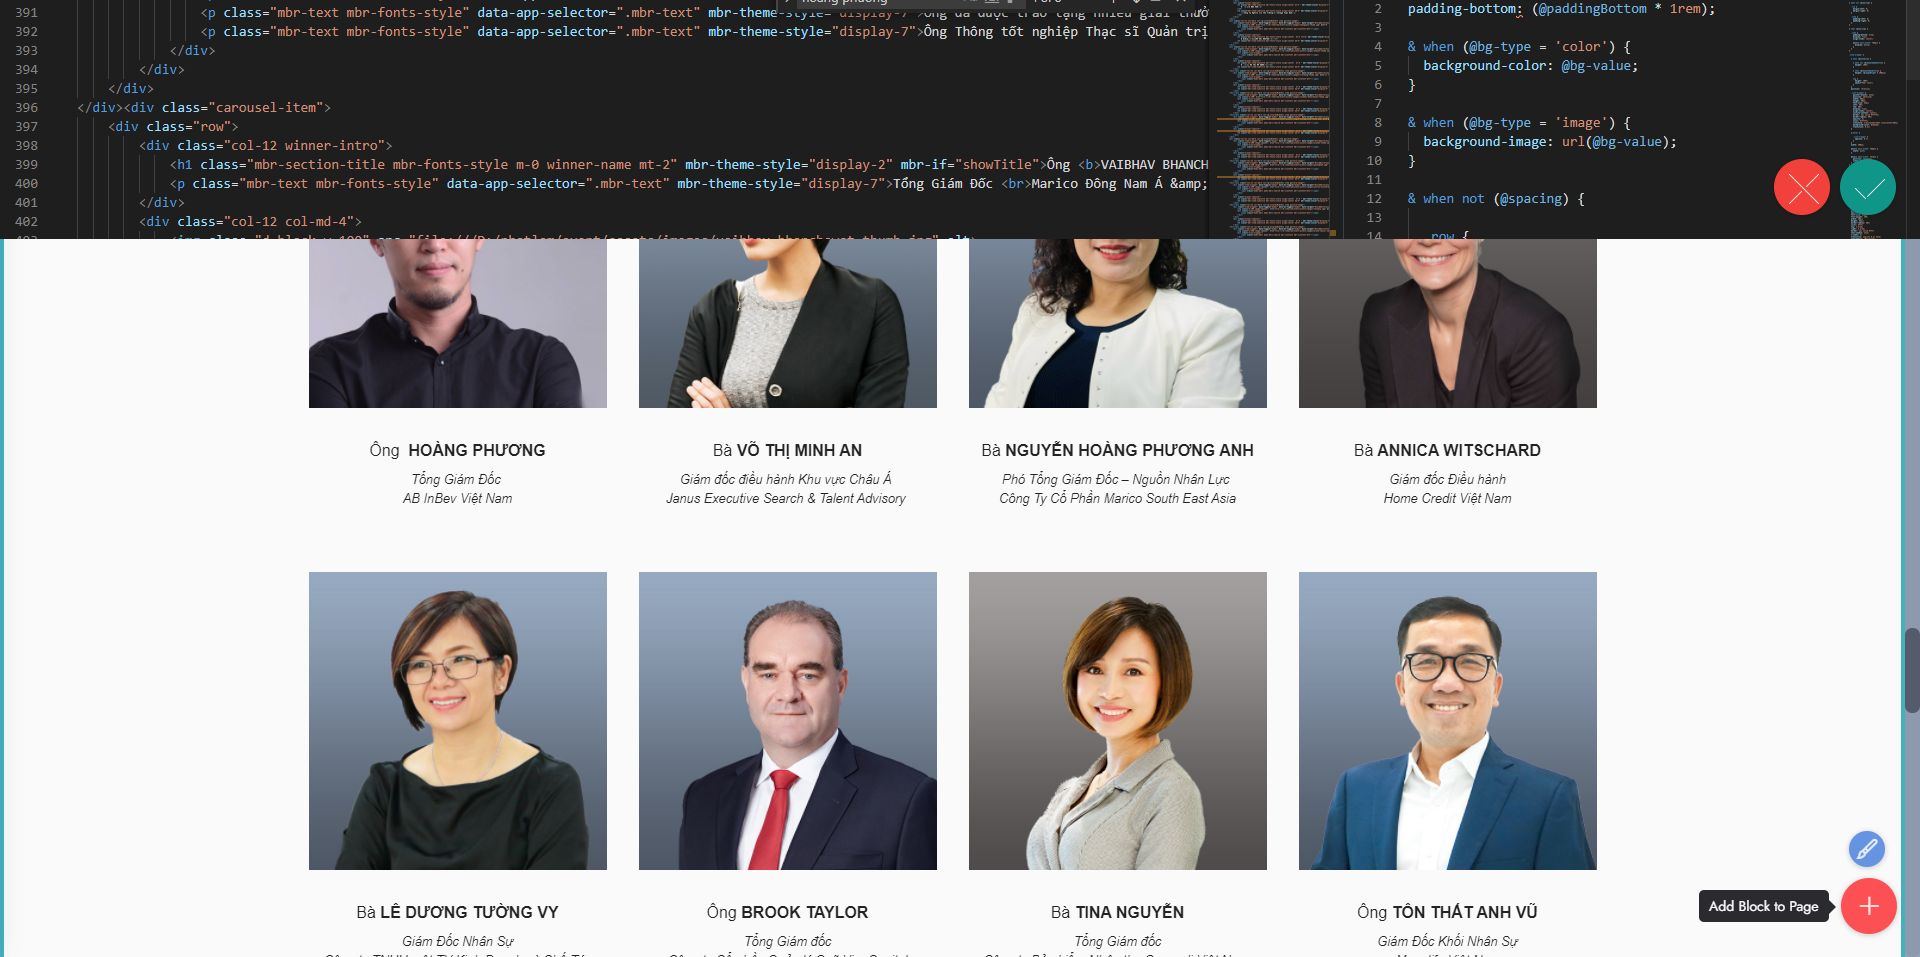 391 <p class="mbr-text mbr-fonts-style" data-app-selector=".mbr-text" mbr-theme-style="display-7">Ông đã được trao tặng nhiều giải thưở
392 <p class="mbr-text mbr-fonts-style" data-app-selector=".mbr-text" mbr-theme-style="display-7">Ông Thông tốt nghiệp Thạc sĩ Quản trị
393 </div>
394 </div>
395 </div>
396 </div><div class="carousel-item">
397 <div class="row">
398 <div class="col-12 winner-intro">
399 <h1 class="mbr-section-title mbr-fonts-style m-0 winner-name mt-2" mbr-theme-style="display-2" mbr-if="showTitle">Ông <b>VAIBHAV BHANCH
400 <p class="mbr-text mbr-fonts-style" data-app-selector=".mbr-text" mbr-theme-style="display-7">Tổng Giám Đốc <br>Marico Đông Nam Á &amp;
401 </div>
402 <div class="col-12 col-md-4">
2 padding-bottom: (@paddingBottom * 1rem);
3
4 & when (@bg-type = 'color') {
5 background-color: @bg-value;
6 }
7
8 & when (@bg-type = 'image') {
9 background-image: url(@bg-value);
10 }
11
12 & when not (@spacing) {
13
14 .row {
Ông HOÀNG PHƯƠNG
Tổng Giám Đốc
AB InBev Việt Nam
Bà VÕ THỊ MINH AN
Giám đốc điều hành Khu vực Châu Á
Janus Executive Search & Talent Advisory
Bà NGUYỄN HOÀNG PHƯƠNG ANH
Phó Tổng Giám Đốc – Nguồn Nhân Lực
Công Ty Cổ Phần Marico South East Asia
Bà ANNICA WITSCHARD
Giám đốc Điều hành
Home Credit Việt Nam
Bà LÊ DƯƠNG TƯỜNG VY
Giám Đốc Nhân Sự
Ông BROOK TAYLOR
Tổng Giám đốc
Bà TINA NGUYỄN
Tổng Giám đốc
Ông TÔN THẤT ANH VŨ
Giám Đốc Khối Nhân Sự
Add Block to Page